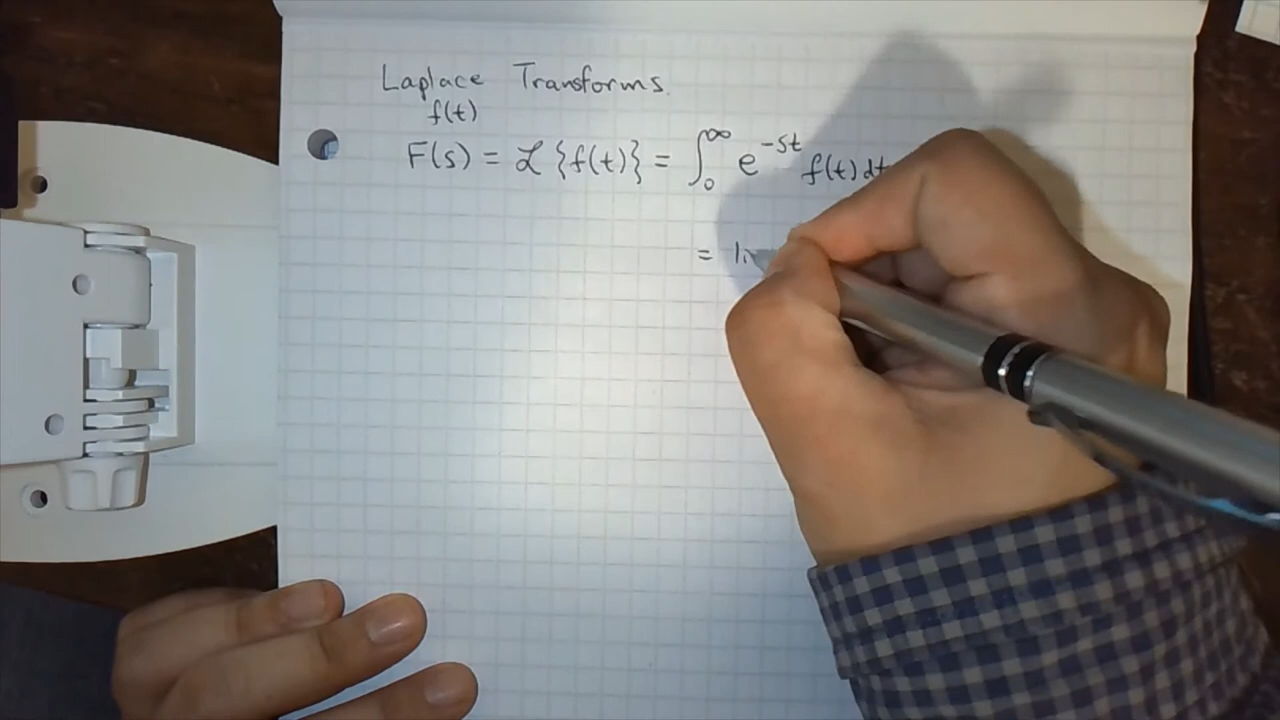 Laplace Transforms.
f(t)
F(s) = ℒ {f(t)} = ∫₀^∞ e^{-st} f(t) dt
=